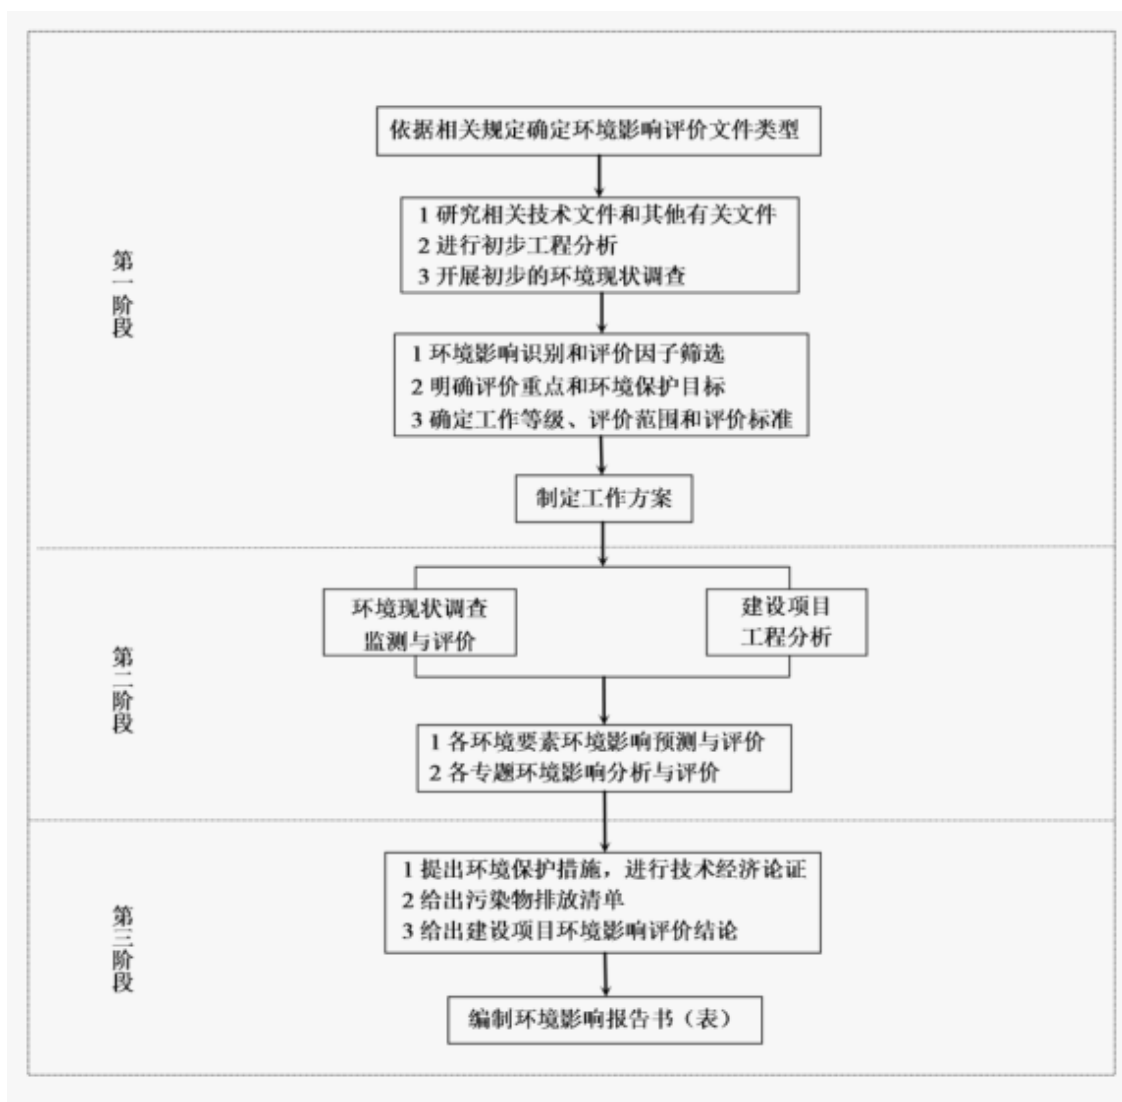 依据相关规定确定环境影响评价文件类型
1 研究相关技术文件和其他有关文件
2 进行初步工程分析
3 开展初步的环境现状调查
第一阶段
1 环境影响识别和评价因子筛选
2 明确评价重点和环境保护目标
3 确定工作等级、评价范围和评价标准
制定工作方案
环境现状调查
监测与评价
建设项目
工程分析
第二阶段
1 各环境要素环境影响预测与评价
2 各专题环境影响分析与评价
1 提出环境保护措施，进行技术经济论证
2 给出污染物排放清单
3 给出建设项目环境影响评价结论
第三阶段
编制环境影响报告书（表）